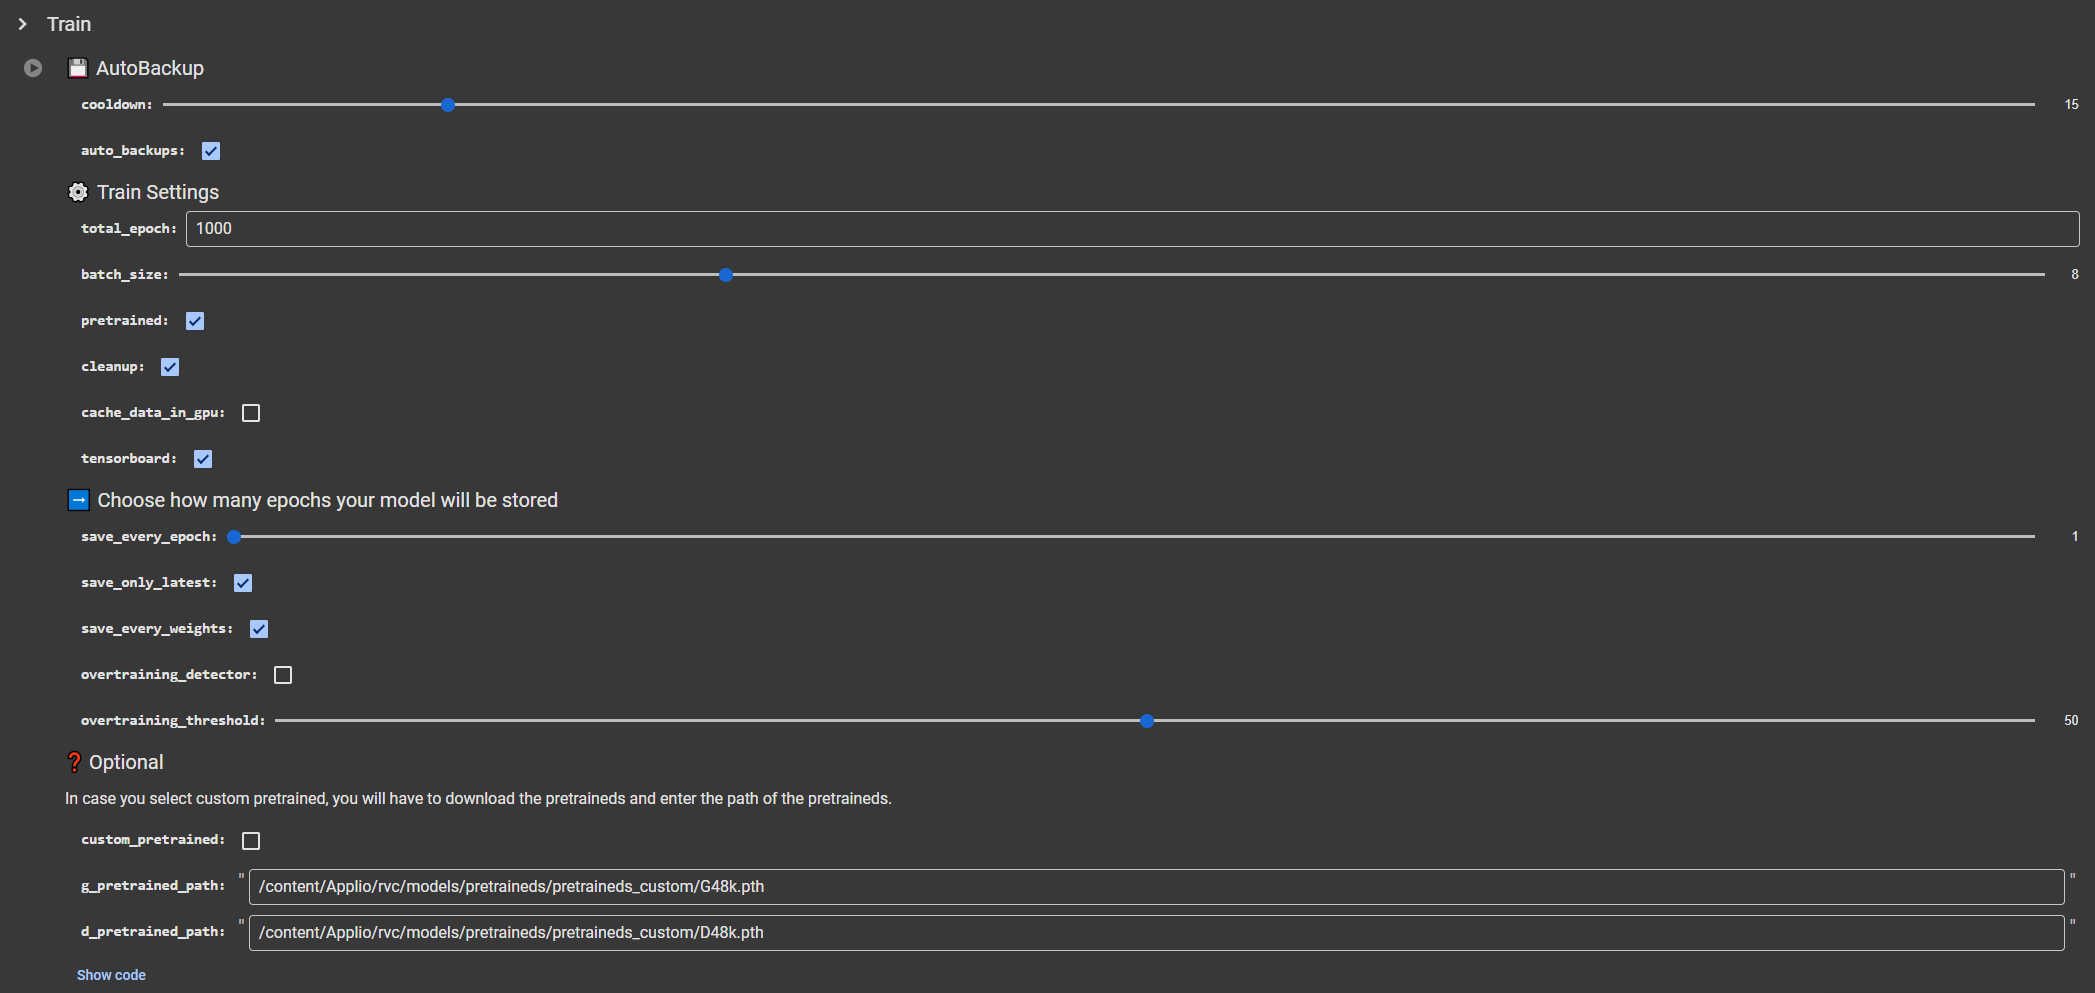 Train
AutoBackup
cooldown: 15
auto_backups:
Train Settings
total_epoch: 1000
batch_size: 8
pretrained:
cleanup:
cache_data_in_gpu:
tensorboard:
Choose how many epochs your model will be stored
save_every_epoch: 1
save_only_latest:
save_every_weights:
overtraining_detector:
overtraining_threshold: 50
Optional
In case you select custom pretrained, you will have to download the pretraineds and enter the path of the pretraineds.
custom_pretrained:
g_pretrained_path: "/content/Applio/rvc/models/pretraineds/pretraineds_custom/G48k.pth"
d_pretrained_path: "/content/Applio/rvc/models/pretraineds/pretraineds_custom/D48k.pth"
Show code